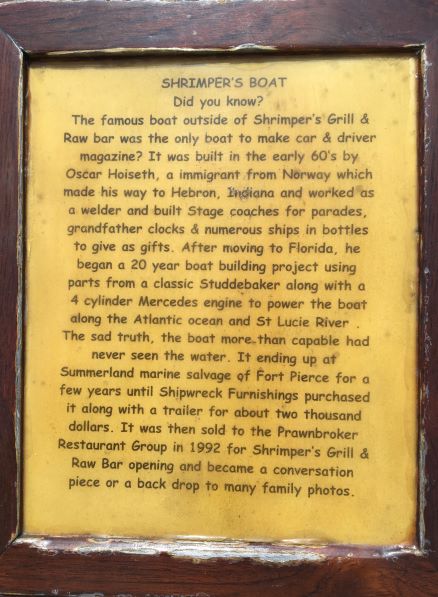 SHRIMPER'S BOAT
Did you know?
The famous boat outside of Shrimper's Grill &
Raw bar was the only boat to make car & driver
magazine? It was built in the early 60's by
Oscar Hoiseth, a immigrant from Norway which
made his way to Hebron, Indiana and worked as
a welder and built Stage coaches for parades,
grandfather clocks & numerous ships in bottles
to give as gifts. After moving to Florida, he
began a 20 year boat building project using
parts from a classic Studdebaker along with a
4 cylinder Mercedes engine to power the boat
along the Atlantic ocean and St Lucie River .
The sad truth, the boat more than capable had
never seen the water. It ending up at
Summerland marine salvage of Fort Pierce for a
few years until Shipwreck Furnishings purchased
it along with a trailer for about two thousand
dollars. It was then sold to the Prawnbroker
Restaurant Group in 1992 for Shrimper's Grill &
Raw Bar opening and became a conversation
piece or a back drop to many family photos.